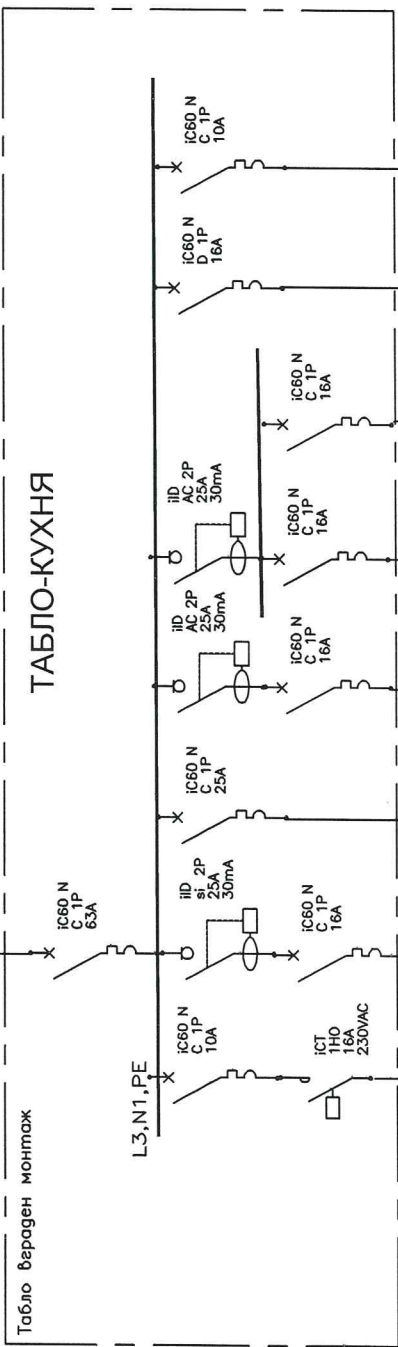 Табло вграден монтаж
ТАБЛО-КУХНЯ
iC60 N
C 1P
63A
L3,N1,PE
iC60 N
C 1P
10A
iCT
1НО
16A
230VAC
iID
si 2P
25A
30mA
iC60 N
C 1P
16A
iC60 N
C 1P
25A
iID
AC 2P
25A
30mA
iC60 N
C 1P
16A
iID
AC 2P
25A
30mA
iC60 N
C 1P
16A
iC60 N
C 1P
16A
iC60 N
D 1P
16A
iC60 N
C 1P
10A